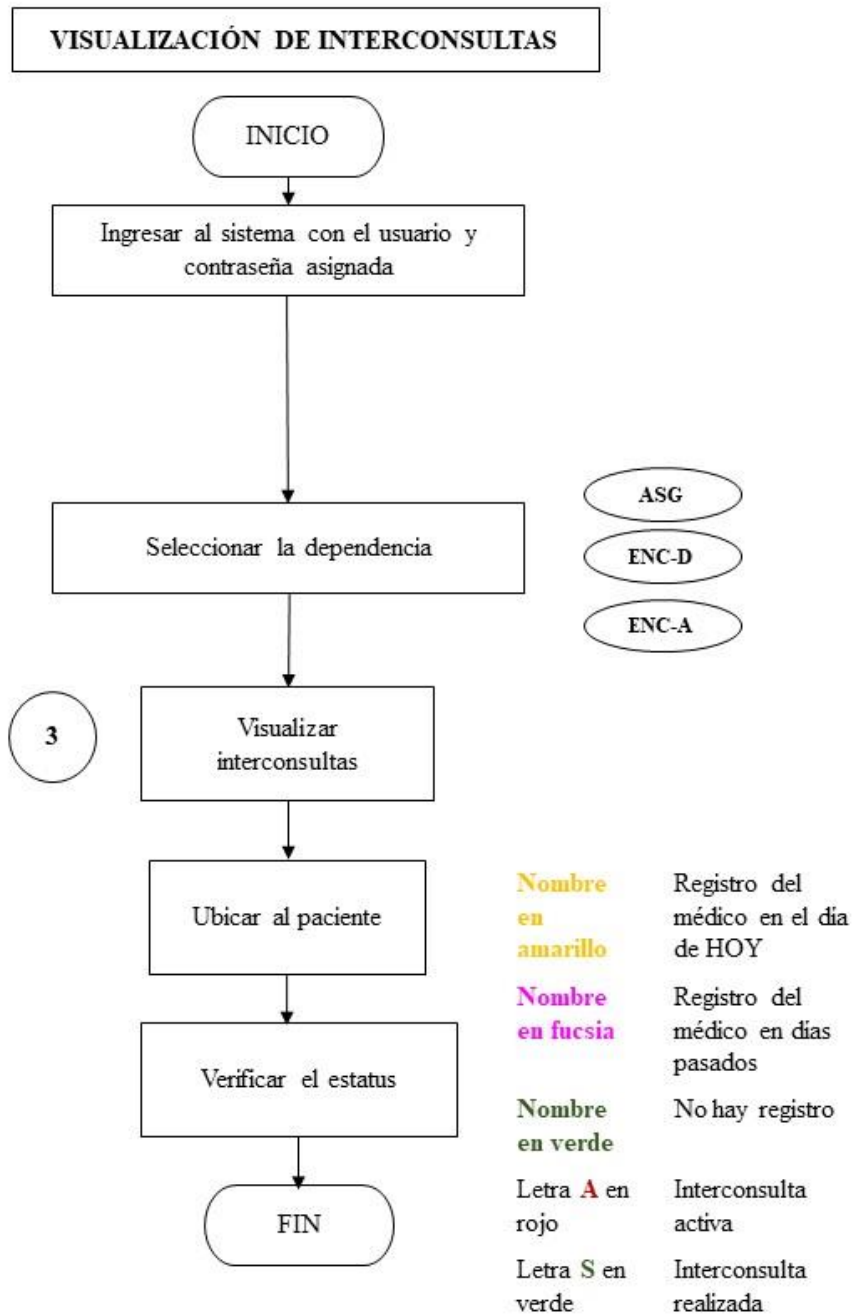 VISUALIZACIÓN DE INTERCONSULTAS
INICIO
Ingresar al sistema con el usuario y
contraseña asignada
Seleccionar la dependencia
ASG
ENC-D
ENC-A
3
Visualizar
interconsultas
Ubicar al paciente
Verificar el estatus
FIN
Nombre
en
amarillo
Registro del
médico en el día
de HOY
Nombre
en fucsia
Registro del
médico en días
pasados
Nombre
en verde
No hay registro
Letra A en
rojo
Interconsulta
activa
Letra S en
verde
Interconsulta
realizada